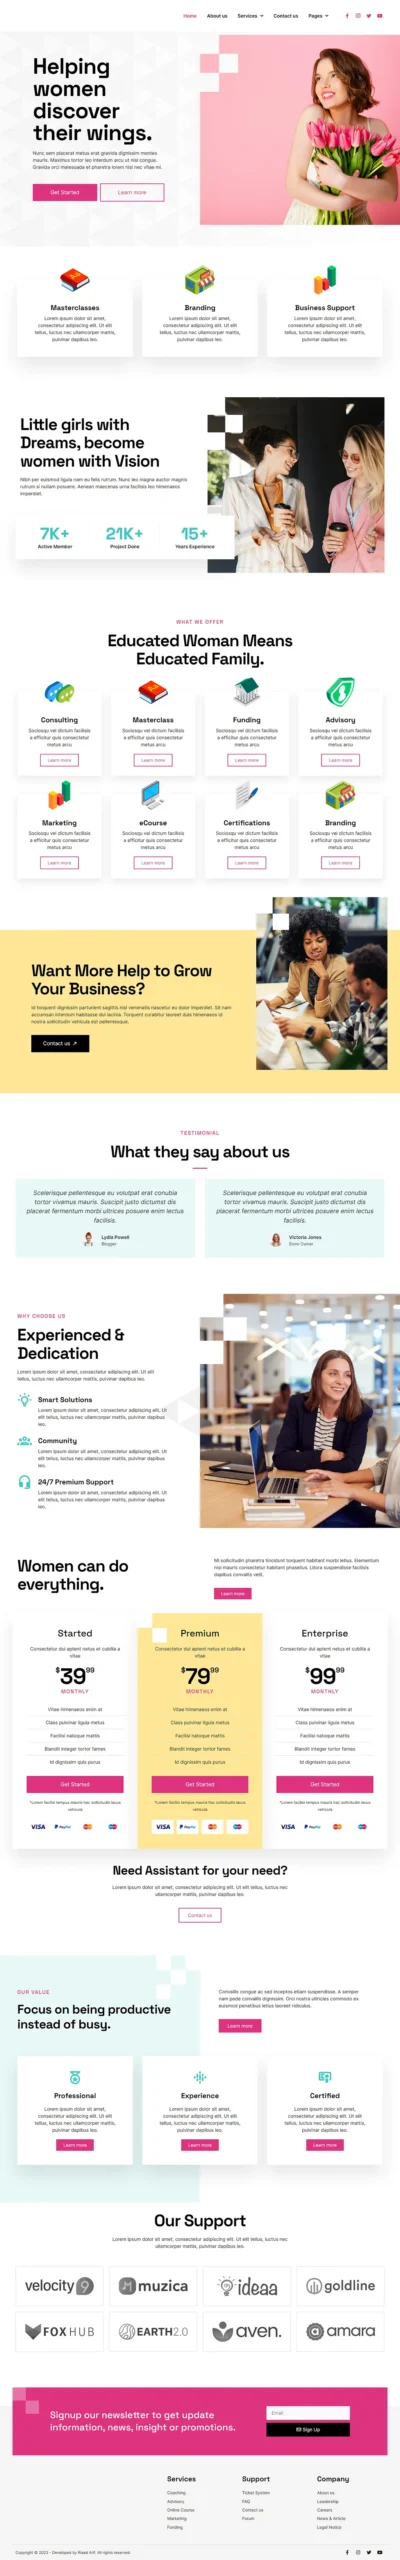 Home About us Services Contact us Pages
Helping
women
discover
their wings.
Nunc sem placerat metus erat gravida dignissim montes
mauris. Maximus tortor leo interdum arcu ut nisi congue.
Gravida orci malesuada et pharetra lorem nisl nec vitae mi.
Get Started Learn more
Masterclasses
Lorem ipsum dolor sit amet,
consectetur adipiscing elit. Ut elit
tellus, luctus nec ullamcorper mattis,
pulvinar dapibus leo.
Branding
Lorem ipsum dolor sit amet,
consectetur adipiscing elit. Ut elit
tellus, luctus nec ullamcorper mattis,
pulvinar dapibus leo.
Business Support
Lorem ipsum dolor sit amet,
consectetur adipiscing elit. Ut elit
tellus, luctus nec ullamcorper mattis,
pulvinar dapibus leo.
Little girls with
Dreams, become
women with Vision
Nibh per euismod ligula nam eu felis rutrum. Nunc leo magna auctor magnis
rutrum si nullam posuere. Aenean maecenas urna facilisis leo himenaeos
imperdiet.
7K+
Active Member
21K+
Project Done
15+
Years Experience
WHAT WE OFFER
Educated Woman Means
Educated Family.
Consulting
Sociosqu vel dictum facilisis
a efficitur quis consectetur
metus arcu
Learn more
Masterclass
Sociosqu vel dictum facilisis
a efficitur quis consectetur
metus arcu
Learn more
Funding
Sociosqu vel dictum facilisis
a efficitur quis consectetur
metus arcu
Learn more
Advisory
Sociosqu vel dictum facilisis
a efficitur quis consectetur
metus arcu
Learn more
Marketing
Sociosqu vel dictum facilisis
a efficitur quis consectetur
metus arcu
Learn more
eCourse
Sociosqu vel dictum facilisis
a efficitur quis consectetur
metus arcu
Learn more
Certifications
Sociosqu vel dictum facilisis
a efficitur quis consectetur
metus arcu
Learn more
Branding
Sociosqu vel dictum facilisis
a efficitur quis consectetur
metus arcu
Learn more
Want More Help to Grow
Your Business?
Id torquent dignissim parturient sagittis nisl venenatis nascetur eu dolor imperdiet. Sit nam
accumsan interdum habitasse dui lacinia. Torquent curabitur laoreet duis himenaeos id
nostra sollicitudin vehicula est pellentesque.
Contact us
TESTIMONIAL
What they say about us
Scelerisque pellentesque eu volutpat erat conubia
tortor vivamus mauris. Suscipit justo dictumst dis
placerat fermentum morbi ultrices posuere enim lectus
facilisis.
Lydia Powell
Blogger
Scelerisque pellentesque eu volutpat erat conubia
tortor vivamus mauris. Suscipit justo dictumst dis
placerat fermentum morbi ultrices posuere enim lectus
facilisis.
Victoria Jones
Store Owner
WHY CHOOSE US
Experienced &
Dedication
Lorem ipsum dolor sit amet, consectetur adipiscing elit. Ut elit
tellus, luctus nec ullamcorper mattis, pulvinar dapibus leo.
Smart Solutions
Lorem ipsum dolor sit amet, consectetur adipiscing elit. Ut
elit tellus, luctus nec ullamcorper mattis, pulvinar dapibus
leo.
Community
Lorem ipsum dolor sit amet, consectetur adipiscing elit. Ut
elit tellus, luctus nec ullamcorper mattis, pulvinar dapibus
leo.
24/7 Premium Support
Lorem ipsum dolor sit amet, consectetur adipiscing elit. Ut
elit tellus, luctus nec ullamcorper mattis, pulvinar dapibus
leo.
Women can do
everything.
Mi sollicitudin pharetra tincidunt torquent habitant morbi letius. Elementum
nisi mauris consectetur habitant phasellus. Litora suspendisse facilisis
dapibus convallis velit.
Learn more
Started
Consectetur dui aptent netus et cubilia a
vitae
$39.99
MONTHLY
Vitae himenaeos enim at
Class pulvinar ligula metus
Facilisi natoque mattis
Blandit integer tortor fames
Id dignissim quis purus
Get Started
*Lorem facilisi tempus mauris hac sollicitudin lacus
vehicula
VISA PayPal
Premium
Consectetur dui aptent netus et cubilia a
vitae
$79.99
MONTHLY
Vitae himenaeos enim at
Class pulvinar ligula metus
Facilisi natoque mattis
Blandit integer tortor fames
Id dignissim quis purus
Get Started
*Lorem facilisi tempus mauris hac sollicitudin lacus
vehicula
VISA PayPal
Enterprise
Consectetur dui aptent netus et cubilia a
vitae
$99.99
MONTHLY
Vitae himenaeos enim at
Class pulvinar ligula metus
Facilisi natoque mattis
Blandit integer tortor fames
Id dignissim quis purus
Get Started
*Lorem facilisi tempus mauris hac sollicitudin lacus
vehicula
VISA PayPal
Need Assistant for your need?
Lorem ipsum dolor sit amet, consectetur adipiscing elit. Ut elit tellus, luctus nec
ullamcorper mattis, pulvinar dapibus leo.
Contact us
OUR VALUE
Focus on being productive
instead of busy.
Convallis congue ac sed inceptos etiam suspendisse. A semper
nam pede convallis dignissim. Orci nostra ultricies commodo ex
euismod penatibus letius laoreet ridiculus.
Learn more
Professional
Lorem ipsum dolor sit amet,
consectetur adipiscing elit. Ut elit
tellus, luctus nec ullamcorper mattis,
pulvinar dapibus leo.
Learn more
Experience
Lorem ipsum dolor sit amet,
consectetur adipiscing elit. Ut elit
tellus, luctus nec ullamcorper mattis,
pulvinar dapibus leo.
Learn more
Certified
Lorem ipsum dolor sit amet,
consectetur adipiscing elit. Ut elit
tellus, luctus nec ullamcorper mattis,
pulvinar dapibus leo.
Learn more
Our Support
Lorem ipsum dolor sit amet, consectetur adipiscing elit. Ut elit tellus, luctus nec
ullamcorper mattis, pulvinar dapibus leo.
velocity 9 muzica ideaa goldline
FOXHUB EARTH2.0 aven. amara
Signup our newsletter to get update
information, news, insight or promotions.
Email
Sign Up
Services
Coaching
Advisory
Online Course
Marketing
Funding
Support
Ticket System
FAQ
Contact us
Forum
Company
About us
Leadership
Careers
News & Article
Legal Notice
Copyright © 2023 - Developed by Riaad Arif. All rights reserved.